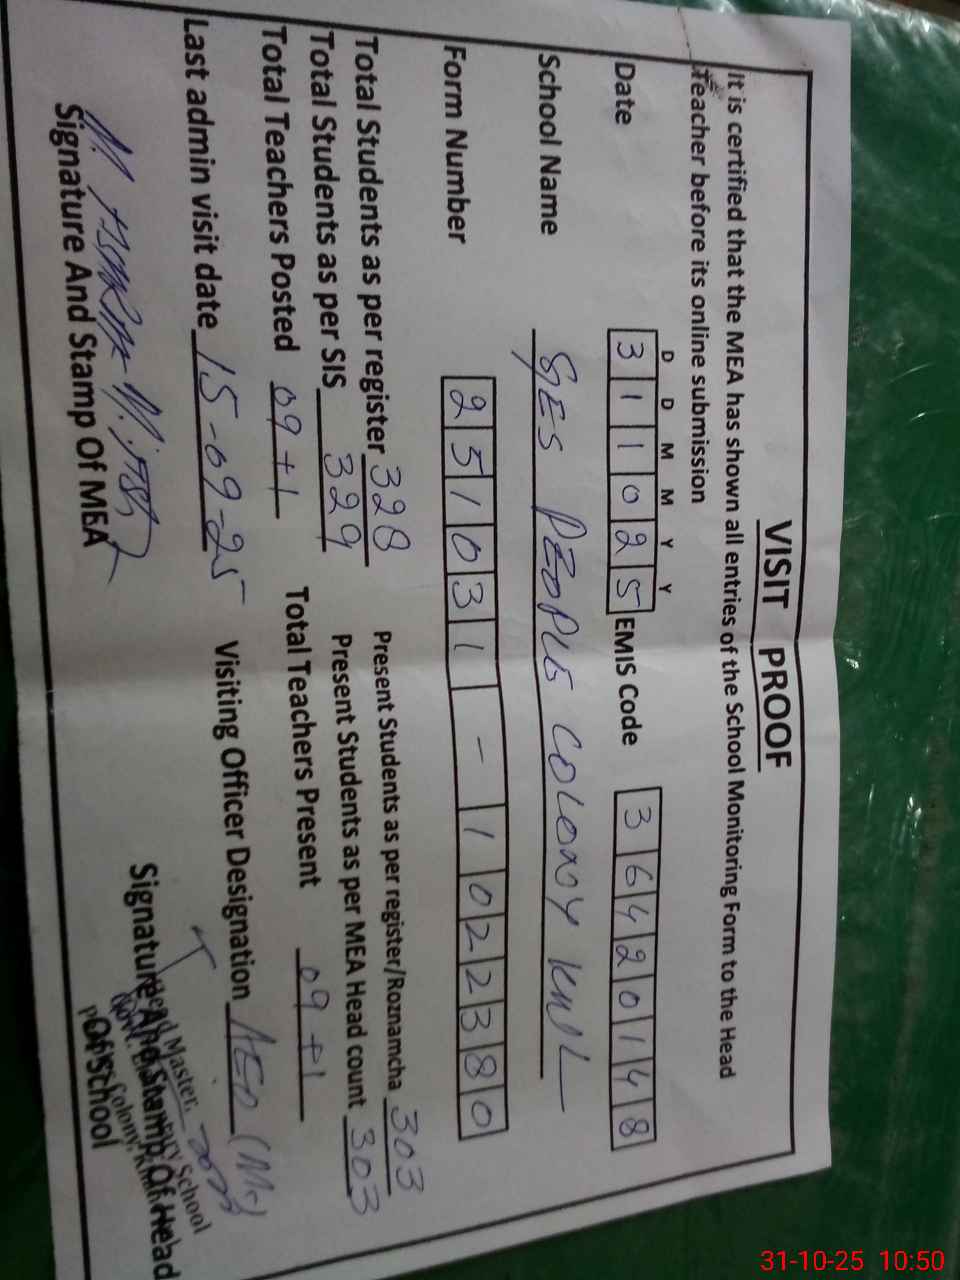 VISIT PROOF
It is certified that the MEA has shown all entries of the School Monitoring Form to the Head
Teacher before its online submission
D D M M Y Y
Date 3 1 1 0 2 5 EMIS Code 3 6 4 2 0 1 4 8
School Name GES PEOPLE COLONY KWL
Form Number 2 5 1 0 3 1 - 1 0 2 2 3 8 0
Total Students as per register 328 Present Students as per register/Roznamcha 303
Total Students as per SIS 329 Present Students as per MEA Head count 303
Total Teachers Posted 09+1 Total Teachers Present 09+1
Last admin visit date 15-09-25 Visiting Officer Designation AEO (M-)
Signature And Stamp Of MEA Signature And Stamp Of Head
Of School
Head Master,
School
Colony,
31-10-25 10:50